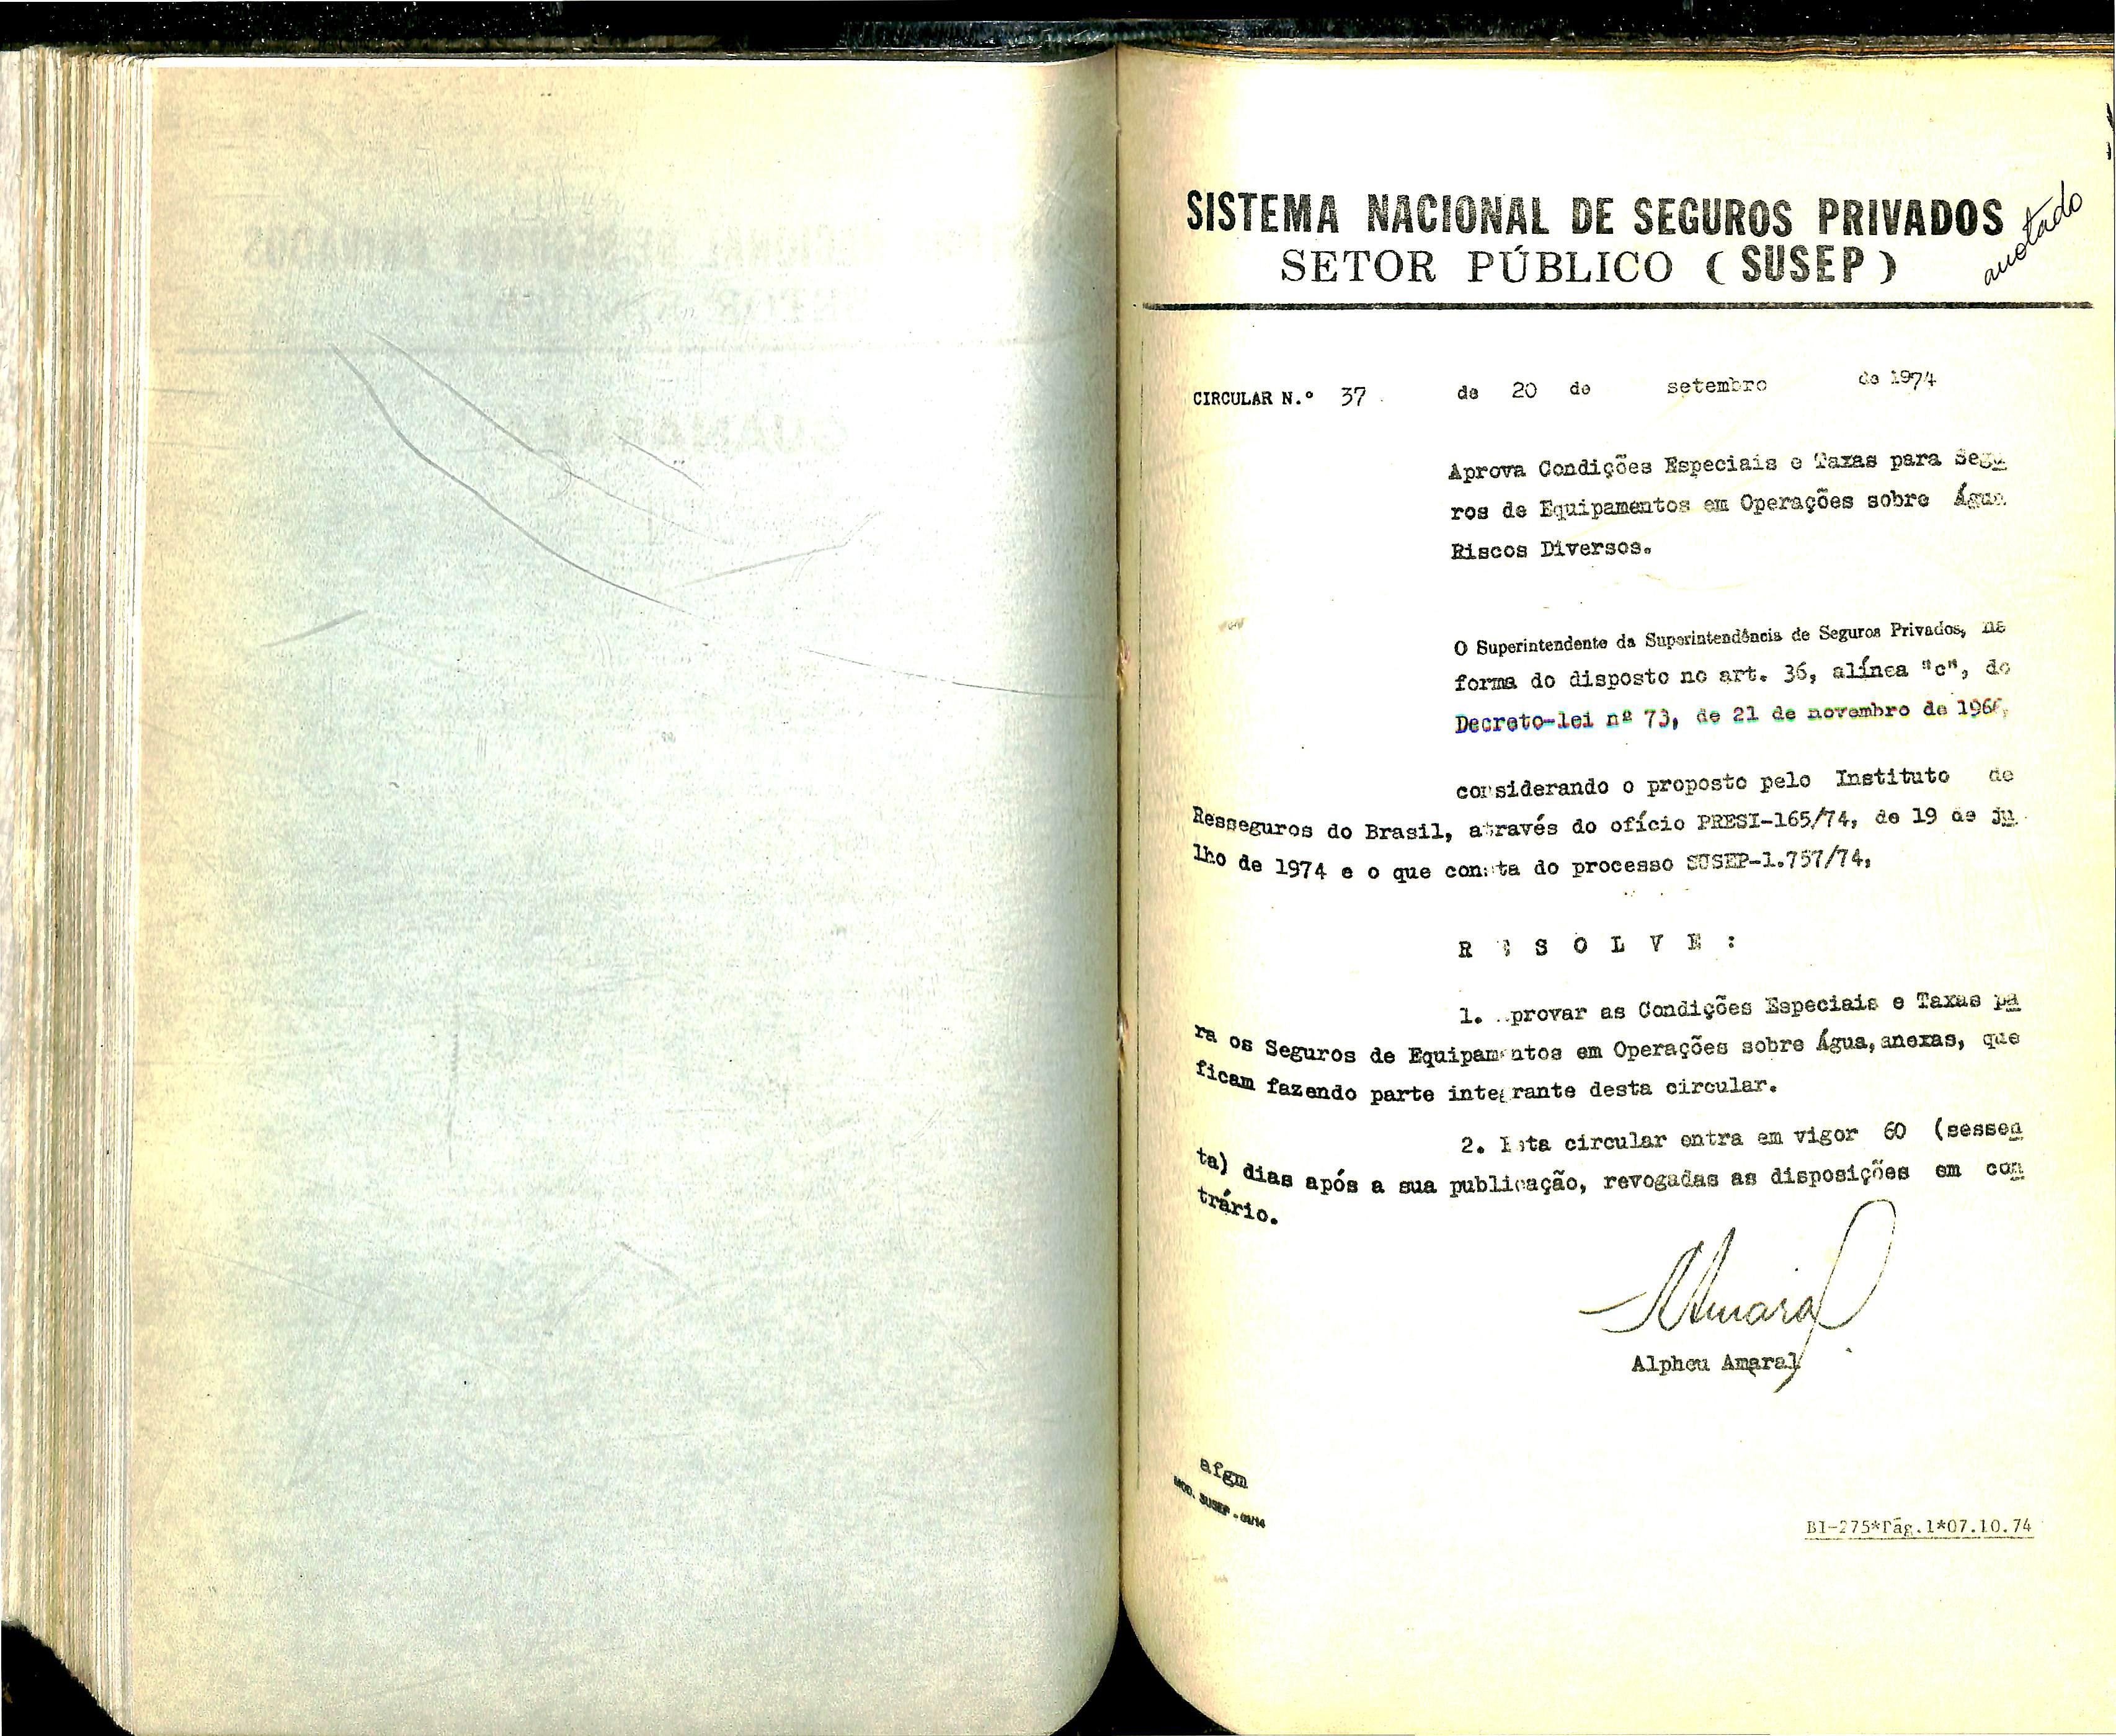 SISTEMA NACIONAL DE SEGUROS PRIVADOS
SETOR PÚBLICO (SUSEP)
anotado
CIRCULAR N.º 37 de 20 de setembro de 1974
Aprova Condições Especiais e Taxas para Segu
ros de Equipamentos em Operações sobre Água
Riscos Diversos.
O Superintendente da Superintendência de Seguros Privados, na
forma do disposto no art. 36, alínea "c", do
Decreto-lei nº 73, de 21 de novembro de 1966,
considerando o proposto pelo Instituto de
Resseguros do Brasil, através do ofício PRESI-165/74, de 19 de ju
lho de 1974 e o que consta do processo SUSEP-1.757/74,
R E S O L V E :
1. Aprovar as Condições Especiais e Taxas pa
ra os Seguros de Equipamentos em Operações sobre Água, anexas, que
ficam fazendo parte integrante desta circular.
2. Esta circular entra em vigor 60 (sessen
ta) dias após a sua publicação, revogadas as disposições em con
trário.
Amaral
Alpheu Amaral
afgm
MOD. SUSEP - 04/14
BI-275*Pág.1*07.10.74